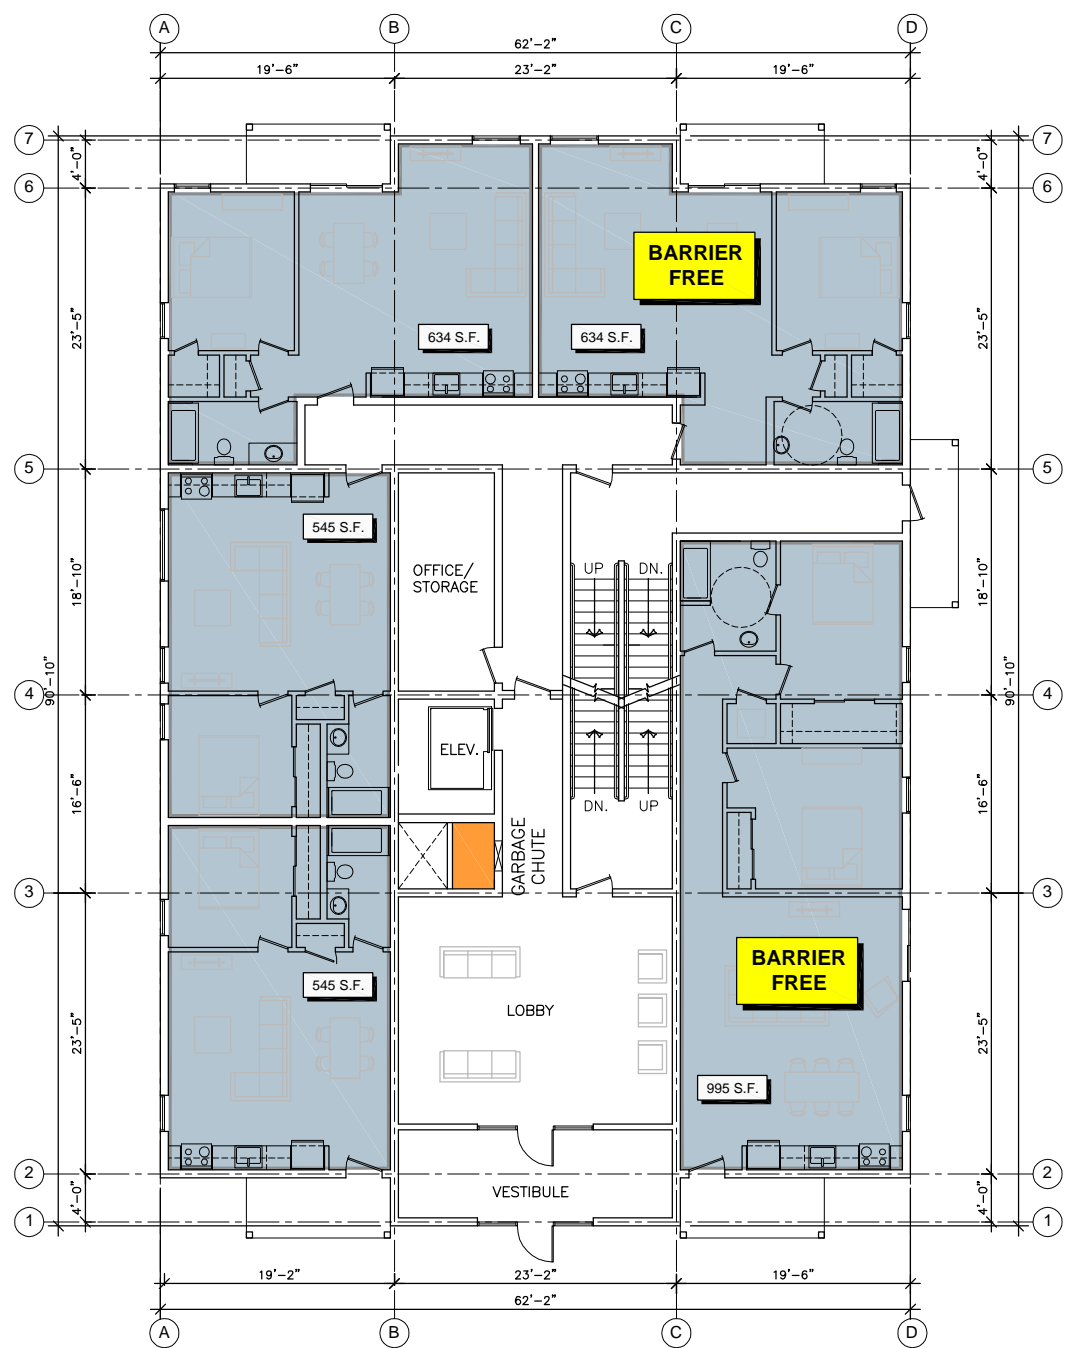 A B C D
62'-2"
19'-6" 23'-2" 19'-6"
7 7
4'-0" 4'-0"
6 6
BARRIER
FREE
23'-5" 23'-5"
634 S.F. 634 S.F.
5 5
545 S.F.
18'-10" 18'-10"
OFFICE/
STORAGE
UP DN.
90'-10" 90'-10"
4 4
ELEV.
16'-6" 16'-6"
DN. UP
GARBAGE
CHUTE
3 3
BARRIER
FREE
545 S.F.
LOBBY
23'-5" 23'-5"
995 S.F.
2 2
VESTIBULE
4'-0" 4'-0"
1 1
19'-2" 23'-2" 19'-6"
62'-2"
A B C D